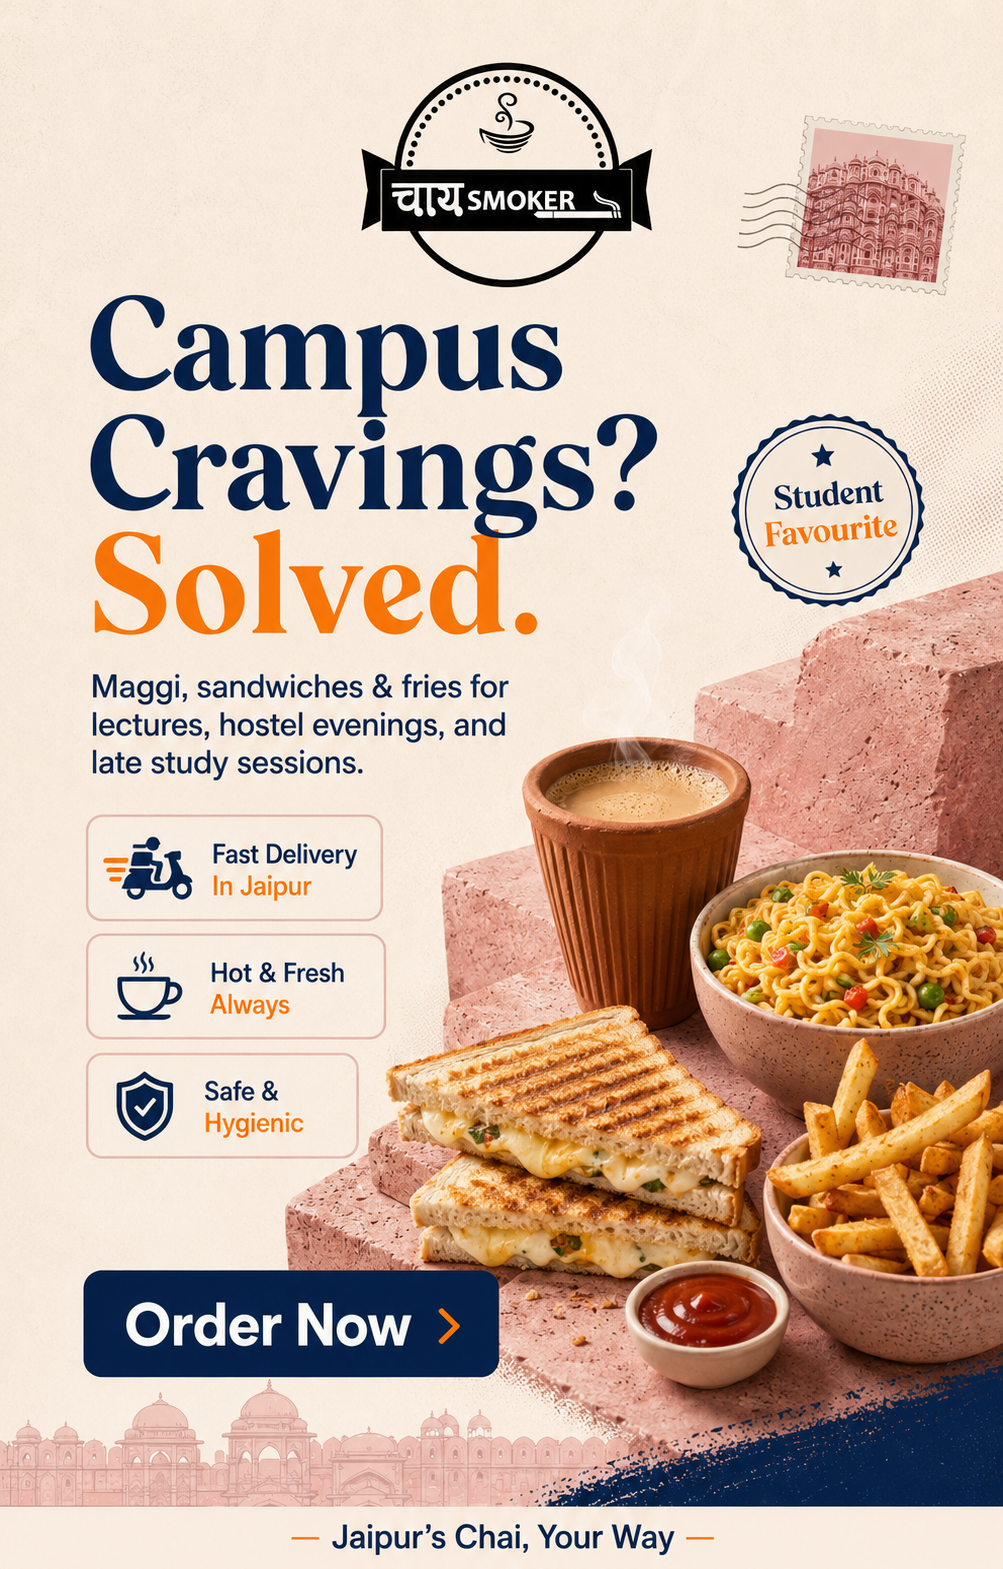 चाय SMOKER
Campus
Cravings?
Solved.
Student
Favourite
Maggi, sandwiches & fries for
lectures, hostel evenings, and
late study sessions.
Fast Delivery
In Jaipur
Hot & Fresh
Always
Safe &
Hygienic
Order Now
Jaipur’s Chai, Your Way